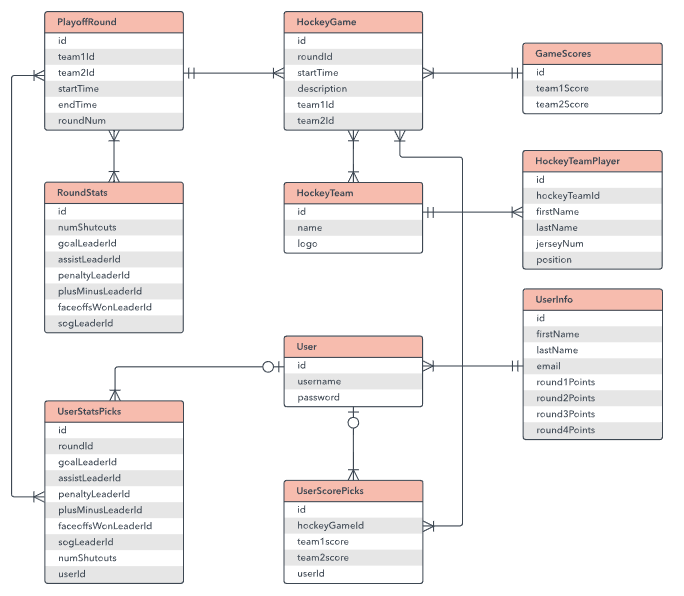 PlayoffRound
id
team1Id
team2Id
startTime
endTime
roundNum
HockeyGame
id
roundId
startTime
description
team1Id
team2Id
GameScores
id
team1Score
team2Score
RoundStats
id
numShutouts
goalLeaderId
assistLeaderId
penaltyLeaderId
plusMinusLeaderId
faceoffsWonLeaderId
sogLeaderId
HockeyTeam
id
name
logo
HockeyTeamPlayer
id
hockeyTeamId
firstName
lastName
jerseyNum
position
User
id
username
password
UserInfo
id
firstName
lastName
email
round1Points
round2Points
round3Points
round4Points
UserStatsPicks
id
roundId
goalLeaderId
assistLeaderId
penaltyLeaderId
plusMinusLeaderId
faceoffsWonLeaderId
sogLeaderId
numShutouts
userId
UserScorePicks
id
hockeyGameId
team1score
team2score
userId